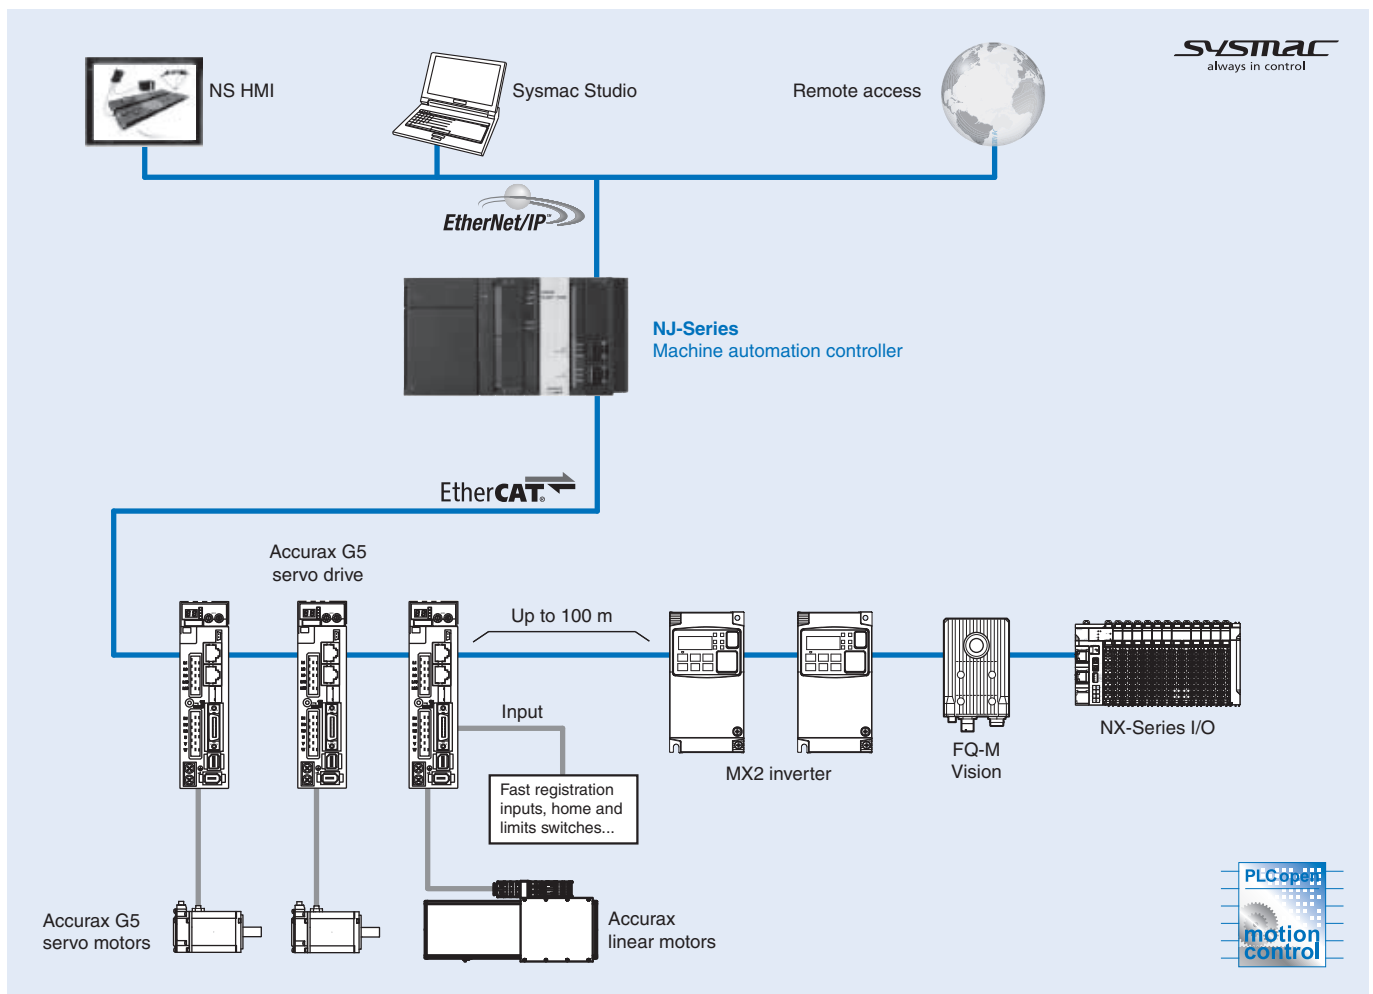 sysmac
always in control
NS HMI
Sysmac Studio
Remote access
EtherNet/IP™
NJ-Series
Machine automation controller
EtherCAT®
Accurax G5
servo drive
Up to 100 m
Input
Fast registration
inputs, home and
limits switches...
MX2 inverter
FQ-M
Vision
NX-Series I/O
Accurax G5
servo motors
Accurax
linear motors
PLCopen
motion
control